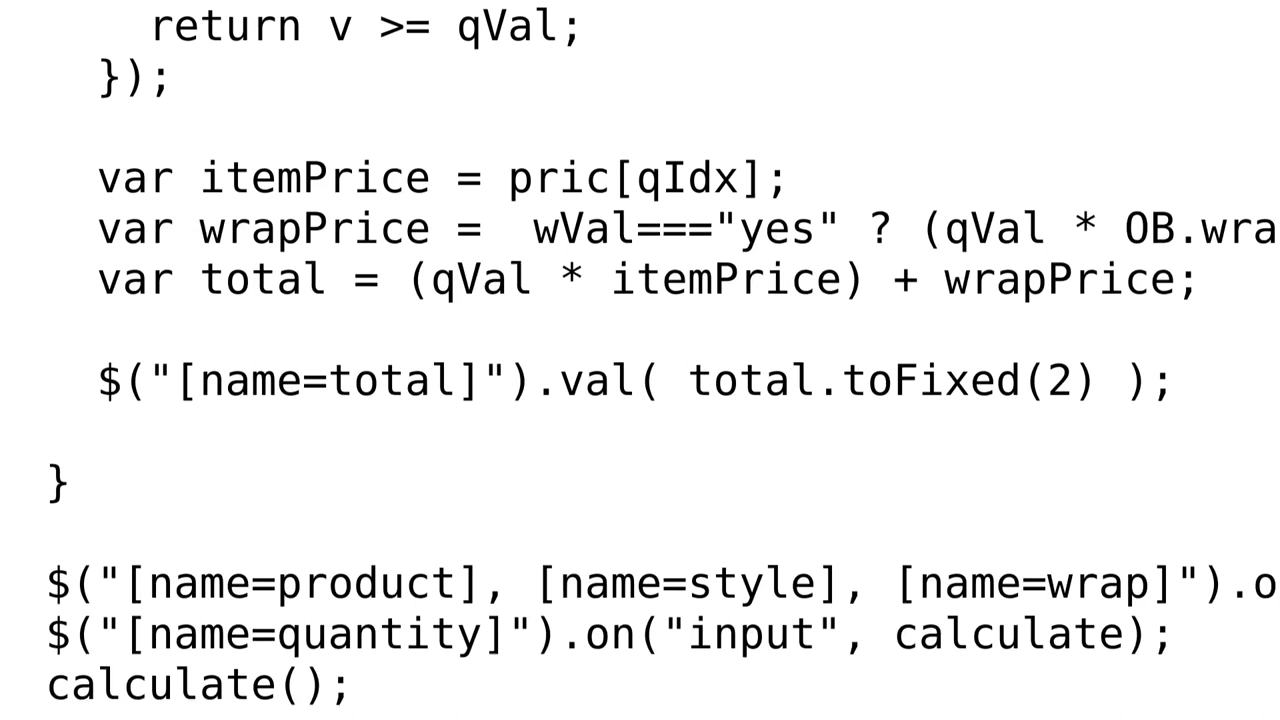 return v >= qVal;
});
var itemPrice = pric[qIdx];
var wrapPrice =  wVal==="yes" ? (qVal * OB.wra
var total = (qVal * itemPrice) + wrapPrice;
$("[name=total]").val( total.toFixed(2) );
}
$("[name=product], [name=style], [name=wrap]").o
$("[name=quantity]").on("input", calculate);
calculate();